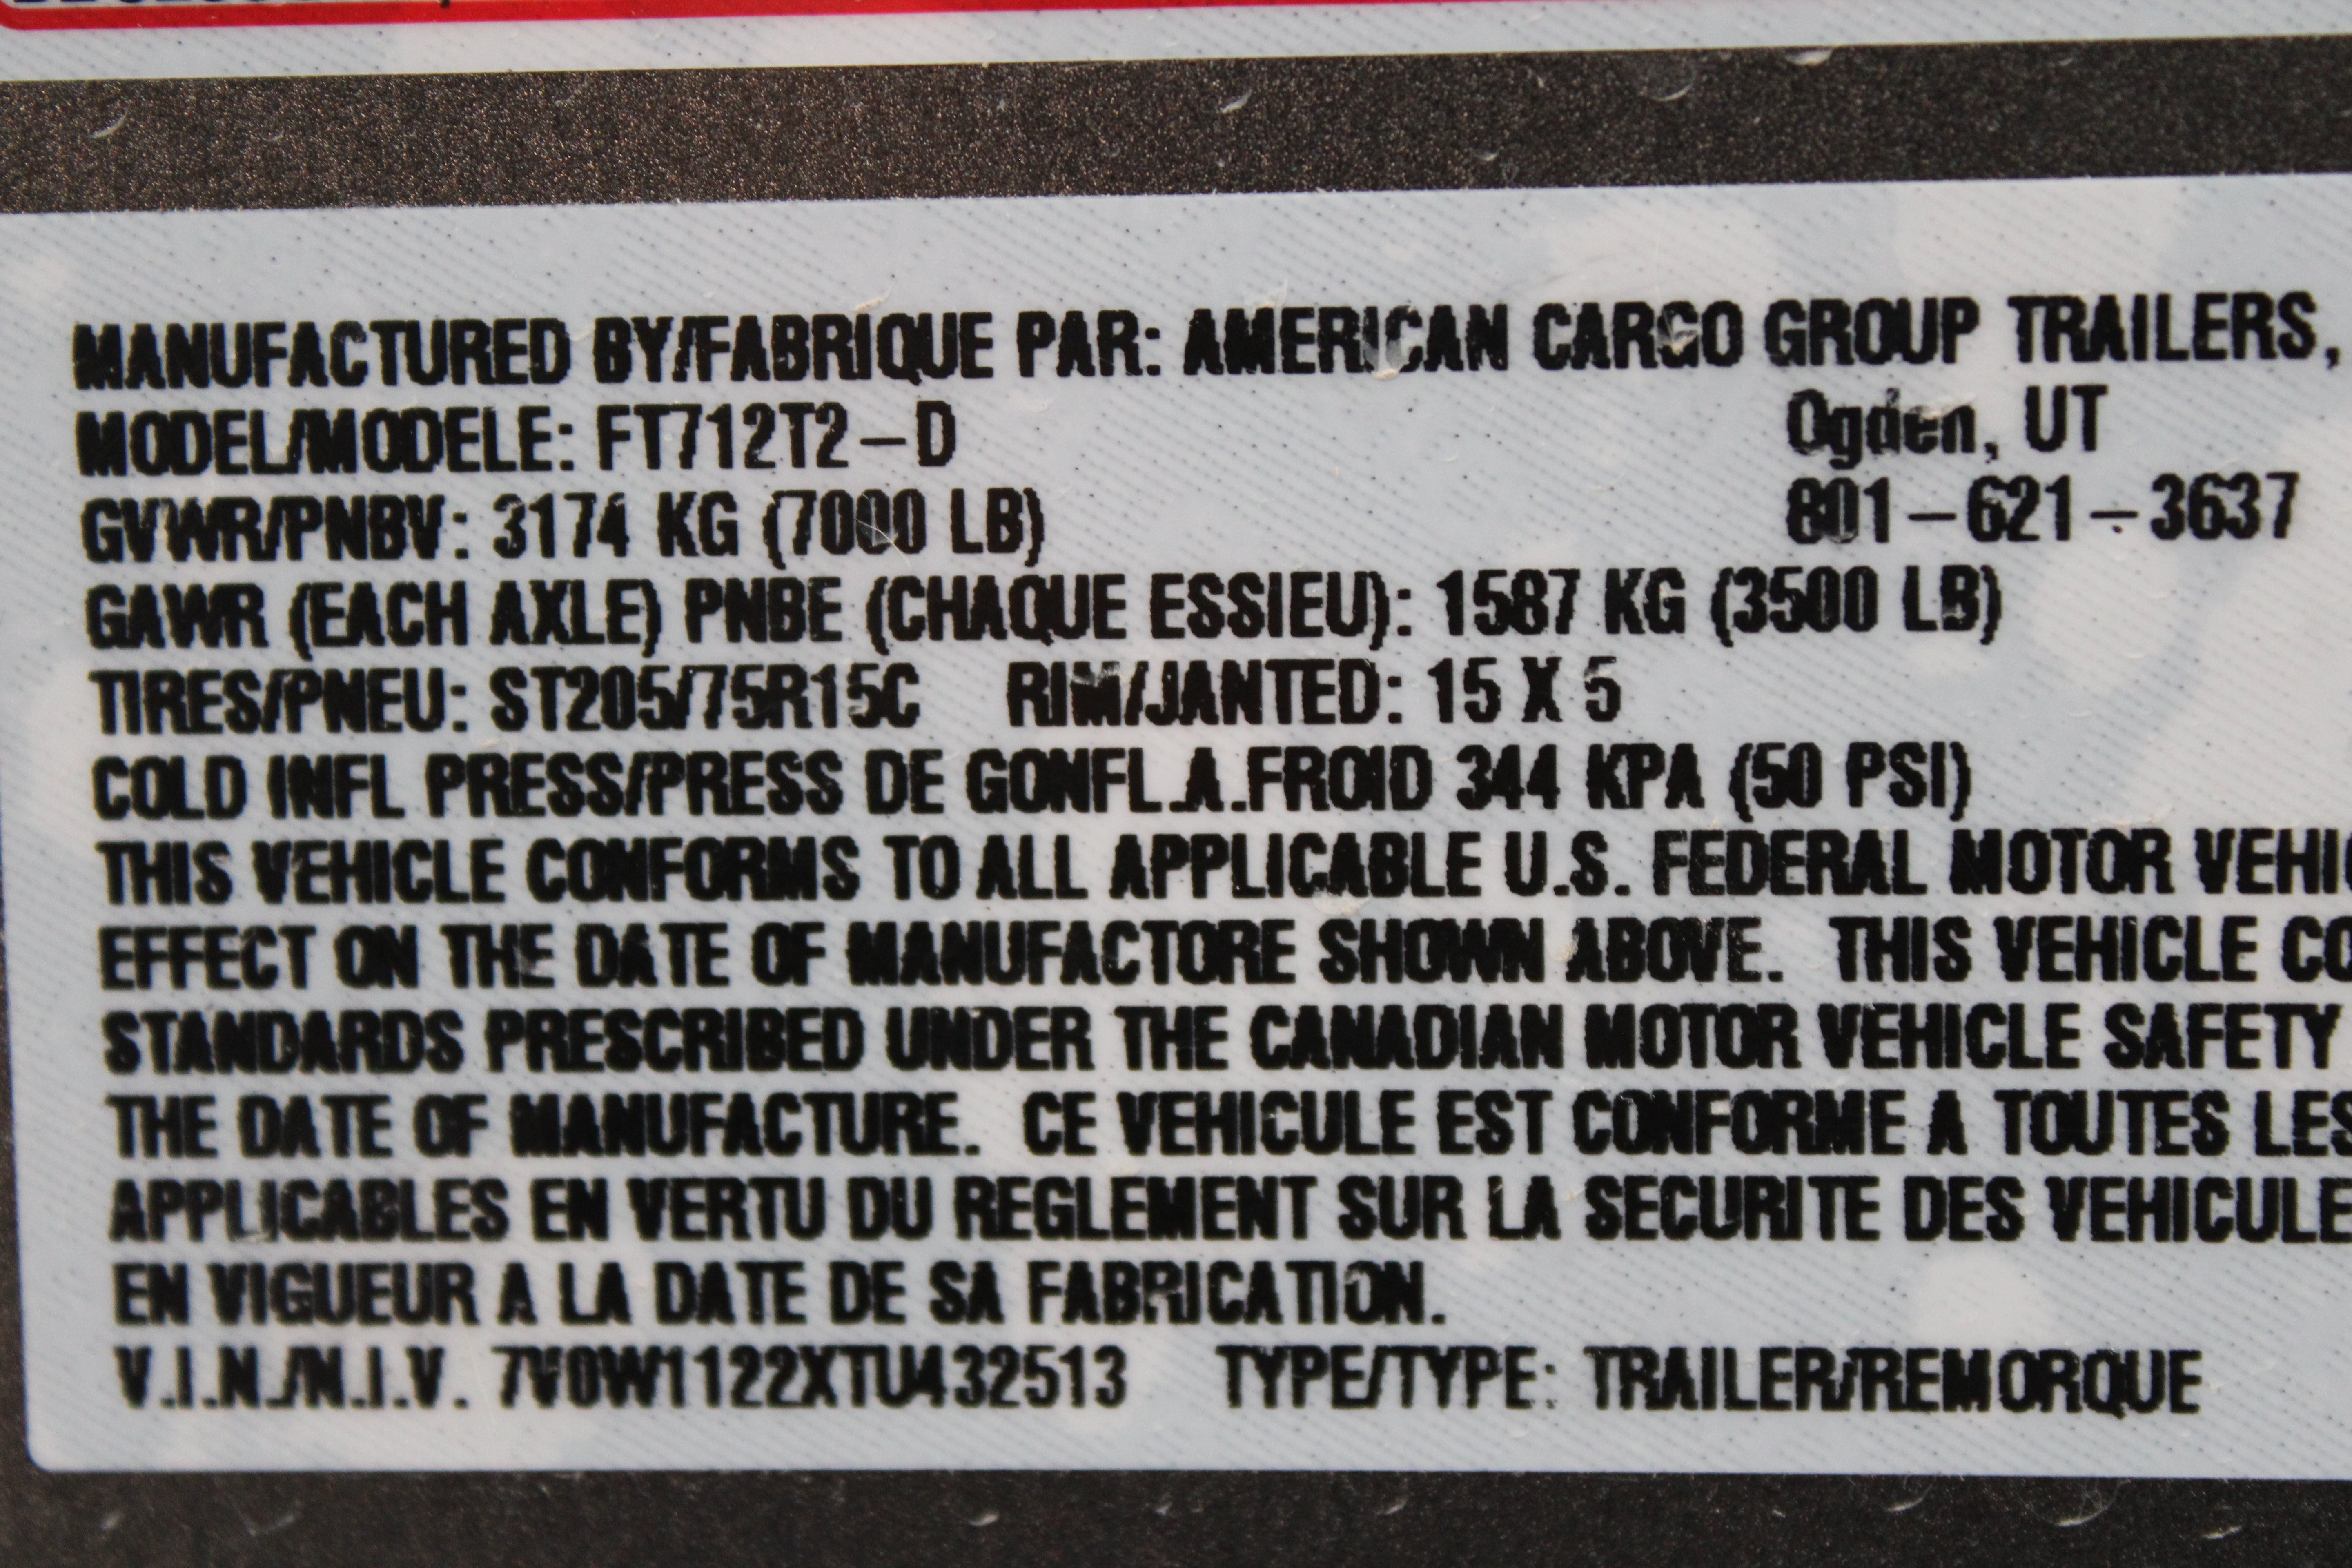 MANUFACTURED BY/FABRIQUE PAR: AMERICAN CARGO GROUP TRAILERS,
MODEL/MODELE: FT712T2-D Ogden, UT
GVWR/PNBV: 3174 KG (7000 LB) 801-621-3637
GAWR (EACH AXLE) PNBE (CHAQUE ESSIEU): 1587 KG (3500 LB)
TIRES/PNEU: ST205/75R15C RIM/JANTED: 15 X 5
COLD INFL PRESS/PRESS DE GONFL.A.FROID 344 KPA (50 PSI)
THIS VEHICLE CONFORMS TO ALL APPLICABLE U.S. FEDERAL MOTOR VEHIC
EFFECT ON THE DATE OF MANUFACTORE SHOWN ABOVE. THIS VEHICLE CO
STANDARDS PRESCRIBED UNDER THE CANADIAN MOTOR VEHICLE SAFETY
THE DATE OF MANUFACTURE. CE VEHICULE EST CONFORME A TOUTES LES
APPLICABLES EN VERTU DU REGLEMENT SUR LA SECURITE DES VEHICULE
EN VIGUEUR A LA DATE DE SA FABRICATION.
V.I.N./N.I.V. 7V0W1122XTU432513 TYPE/TYPE: TRAILER/REMORQUE